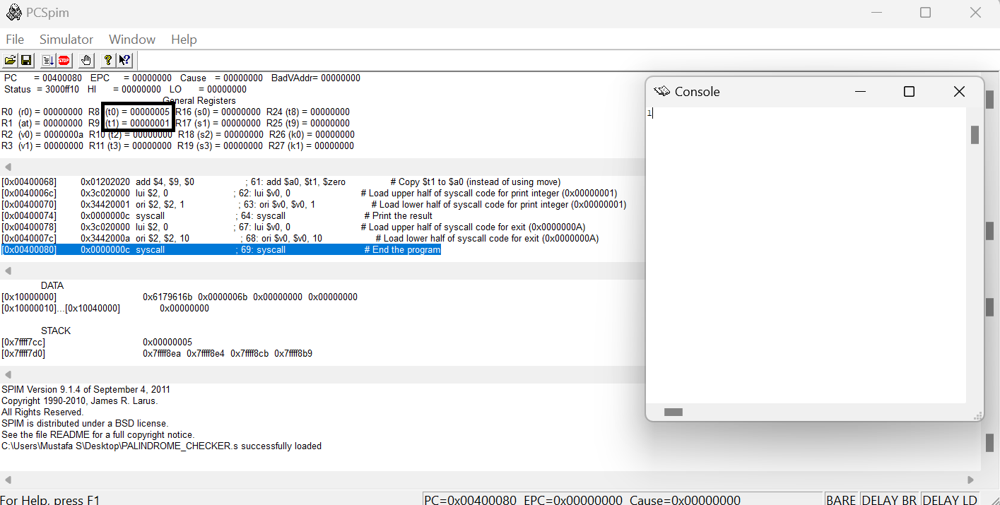 PCSpim
File Simulator Window Help
PC = 00400080 EPC = 00000000 Cause = 00000000 BadVAddr= 00000000
Status = 3000ff10 HI = 00000000 LO = 00000000
General Registers
R0 (r0) = 00000000 R8 (t0) = 00000005 R16 (s0) = 00000000 R24 (t8) = 00000000
R1 (at) = 00000000 R9 (t1) = 00000001 R17 (s1) = 00000000 R25 (t9) = 00000000
R2 (v0) = 0000000a R10 (t2) = 00000000 R18 (s2) = 00000000 R26 (k0) = 00000000
R3 (v1) = 00000000 R11 (t3) = 00000000 R19 (s3) = 00000000 R27 (k1) = 00000000
[0x00400068] 0x01202020 add $4, $9, $0 ; 61: add $a0, $t1, $zero # Copy $t1 to $a0 (instead of using move)
[0x0040006c] 0x3c020000 lui $2, 0 ; 62: lui $v0, 0 # Load upper half of syscall code for print integer (0x00000001)
[0x00400070] 0x34420001 ori $2, $2, 1 ; 63: ori $v0, $v0, 1 # Load lower half of syscall code for print integer (0x00000001)
[0x00400074] 0x0000000c syscall ; 64: syscall # Print the result
[0x00400078] 0x3c020000 lui $2, 0 ; 67: lui $v0, 0 # Load upper half of syscall code for exit (0x0000000A)
[0x0040007c] 0x3442000a ori $2, $2, 10 ; 68: ori $v0, $v0, 10 # Load lower half of syscall code for exit (0x0000000A)
[0x00400080] 0x0000000c syscall ; 69: syscall # End the program
DATA
[0x10000000] 0x6179616b 0x0000006b 0x00000000 0x00000000
[0x10000010]...[0x10040000] 0x00000000
STACK
[0x7ffff7cc] 0x00000005
[0x7ffff7d0] 0x7ffff8ea 0x7ffff8e4 0x7ffff8cb 0x7ffff8b9
SPIM Version 9.1.4 of September 4, 2011
Copyright 1990-2010, James R. Larus.
All Rights Reserved.
SPIM is distributed under a BSD license.
See the file README for a full copyright notice.
C:\Users\Mustafa S\Desktop\PALINDROME_CHECKER.s successfully loaded
Console
1
For Help, press F1
PC=0x00400080 EPC=0x00000000 Cause=0x00000000 BARE DELAY BR DELAY LD